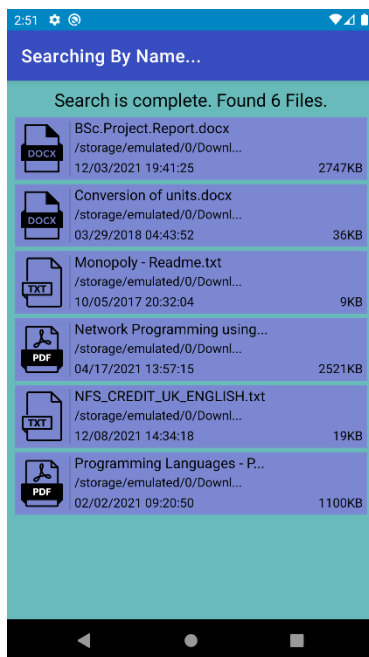 2:51
Searching By Name...
Search is complete. Found 6 Files.
BSc.Project.Report.docx
DOCX
/storage/emulated/0/Downl...
12/03/2021 19:41:25 2747KB
Conversion of units.docx
DOCX
/storage/emulated/0/Downl...
03/29/2018 04:43:52 36KB
Monopoly - Readme.txt
TXT
/storage/emulated/0/Downl...
10/05/2017 20:32:04 9KB
Network Programming using...
PDF
/storage/emulated/0/Downl...
04/17/2021 13:57:15 2521KB
NFS_CREDIT_UK_ENGLISH.txt
TXT
/storage/emulated/0/Downl...
12/08/2021 14:34:18 19KB
Programming Languages - P...
PDF
/storage/emulated/0/Downl...
02/02/2021 09:20:50 1100KB